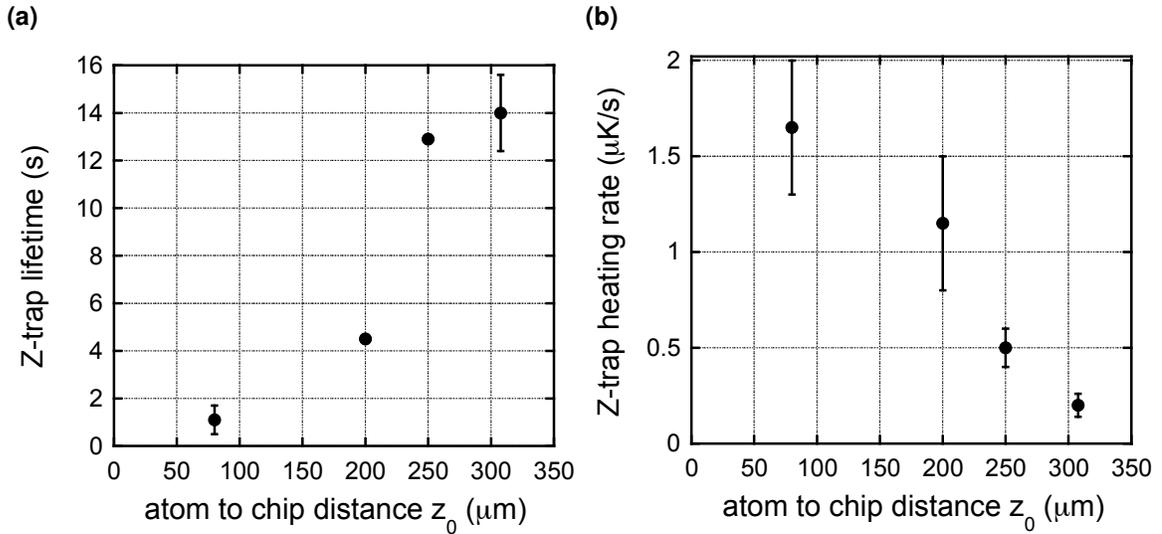 (a)
Z-trap lifetime (s)
16
14
12
10
8
6
4
2
0
0 50 100 150 200 250 300 350
atom to chip distance z₀ (μm)
(b)
Z-trap heating rate (μK/s)
2
1.5
1
0.5
0
0 50 100 150 200 250 300 350
atom to chip distance z₀ (μm)